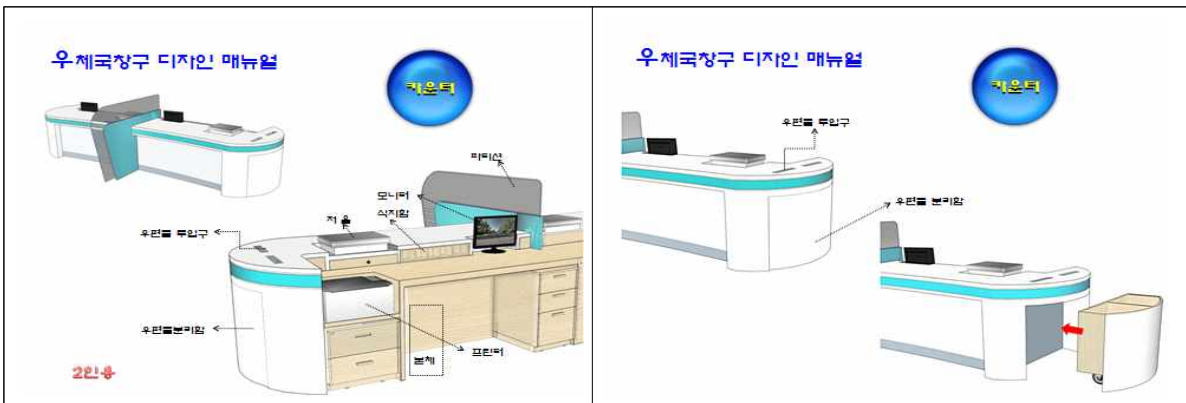 우체국창구 디자인 매뉴얼
카운터
파티션
모니터
식지함
저 울
우편물 투입구
우편물분리함
프린터
본체
2인용
우체국창구 디자인 매뉴얼
카운터
우편물 투입구
우편물 분리함